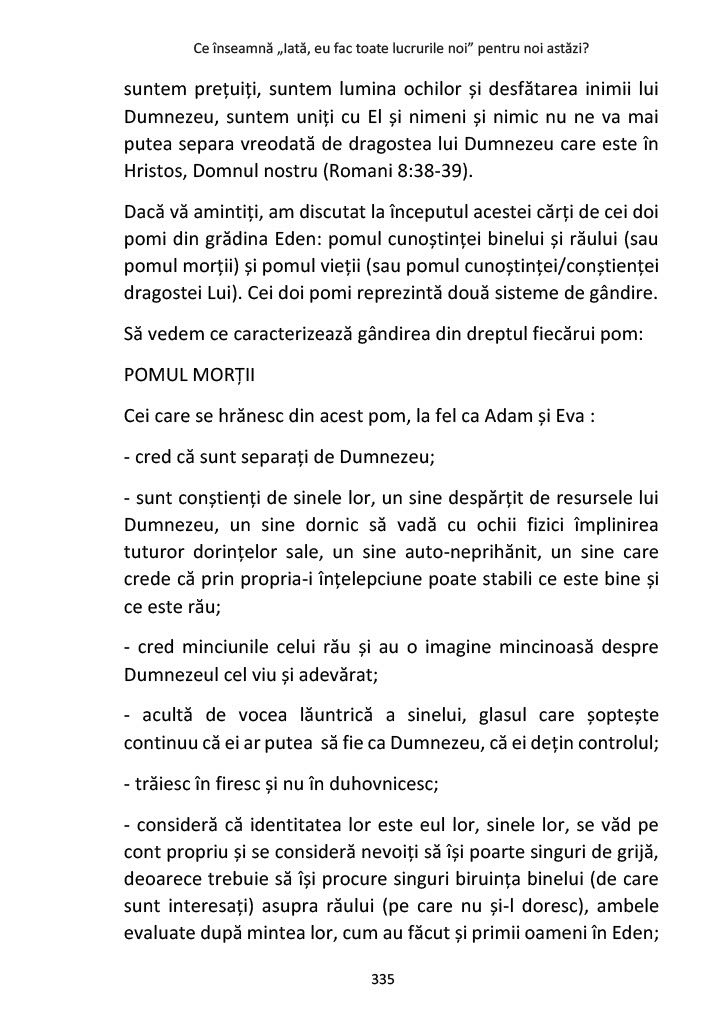 Ce înseamnă „Iată, eu fac toate lucrurile noi” pentru noi astăzi?
suntem prețuiți, suntem lumina ochilor și desfătarea inimii lui
Dumnezeu, suntem uniți cu El și nimeni și nimic nu ne va mai
putea separa vreodată de dragostea lui Dumnezeu care este în
Hristos, Domnul nostru (Romani 8:38-39).
Dacă vă amintiți, am discutat la începutul acestei cărți de cei doi
pomi din grădina Eden: pomul cunoștinței binelui și răului (sau
pomul morții) și pomul vieții (sau pomul cunoștinței/conștienței
dragostei Lui). Cei doi pomi reprezintă două sisteme de gândire.
Să vedem ce caracterizează gândirea din dreptul fiecărui pom:
POMUL MORȚII
Cei care se hrănesc din acest pom, la fel ca Adam și Eva :
- cred că sunt separați de Dumnezeu;
- sunt conștienți de sinele lor, un sine despărțit de resursele lui
Dumnezeu, un sine dornic să vadă cu ochii fizici împlinirea
tuturor dorințelor sale, un sine auto-neprihănit, un sine care
crede că prin propria-i înțelepciune poate stabili ce este bine și
ce este rău;
- cred minciunile celui rău și au o imagine mincinoasă despre
Dumnezeul cel viu și adevărat;
- acultă de vocea lăuntrică a sinelui, glasul care șoptește
continuu că ei ar putea  să fie ca Dumnezeu, că ei dețin controlul;
- trăiesc în firesc și nu în duhovnicesc;
- consideră că identitatea lor este eul lor, sinele lor, se văd pe
cont propriu și se consideră nevoiți să își poarte singuri de grijă,
deoarece trebuie să își procure singuri biruința binelui (de care
sunt interesați) asupra răului (pe care nu și-l doresc), ambele
evaluate după mintea lor, cum au făcut și primii oameni în Eden;
335